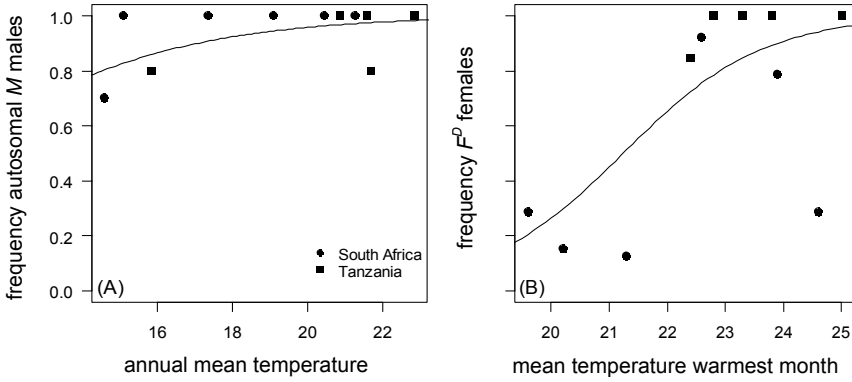 frequency autosomal M males
1.0
0.8
0.6
0.4
0.2
0.0
(A)
South Africa
Tanzania
16
18
20
22
annual mean temperature
frequency F^D females
(B)
20
21
22
23
24
25
mean temperature warmest month